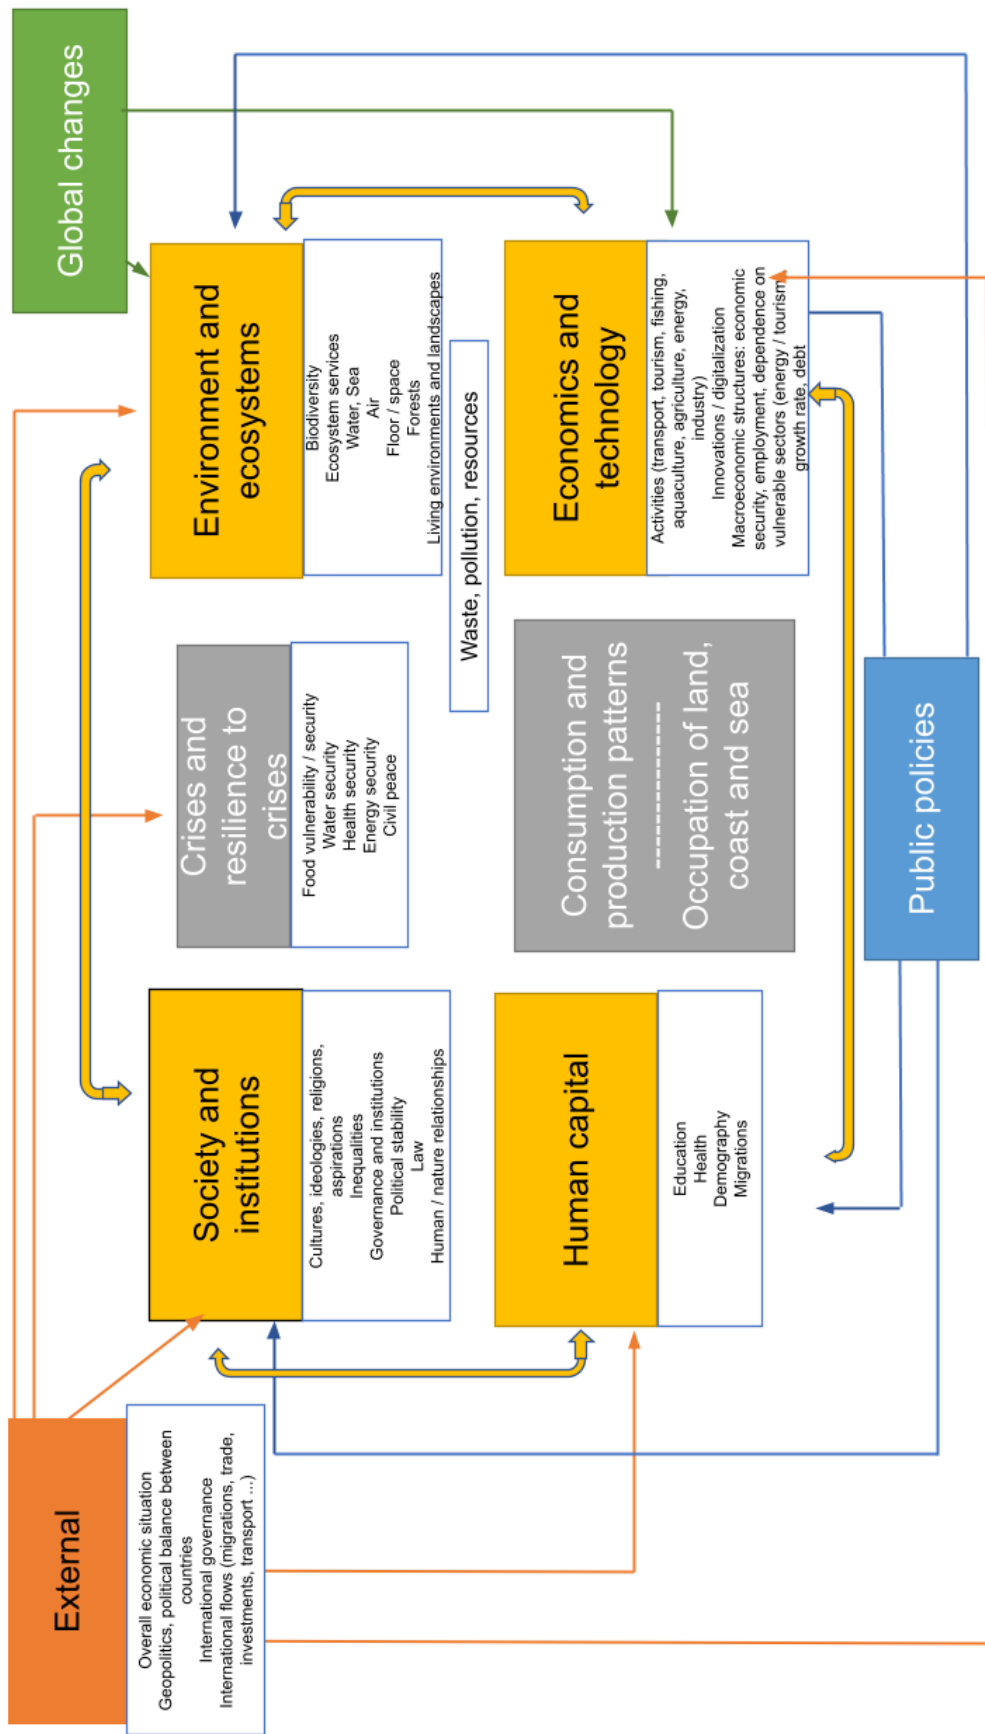 External
Overall economic situation
Geopolitics, political balance between
countries
International governance
International flows (migrations, trade,
investments, transport ...)
Global changes
Society and
institutions
Cultures, ideologies, religions,
aspirations
Inequalities
Governance and institutions
Political stability
Law
Human / nature relationships
Crises and
resilience to
crises
Food vulnerability / security
Water security
Health security
Energy security
Civil peace
Environment and
ecosystems
Biodiversity
Ecosystem services
Water, Sea
Air
Floor / space
Forests
Living environments and landscapes
Waste, pollution, resources
Human capital
Education
Health
Demography
Migrations
Consumption and
production patterns
---------------
Occupation of land,
coast and sea
Economics and
technology
Activities (transport, tourism, fishing,
aquaculture, agriculture, energy,
industry)
Innovations / digitalization
Macroeconomic structures: economic
security, employment, dependence on
vulnerable sectors (energy / tourism
growth rate, debt
Public policies